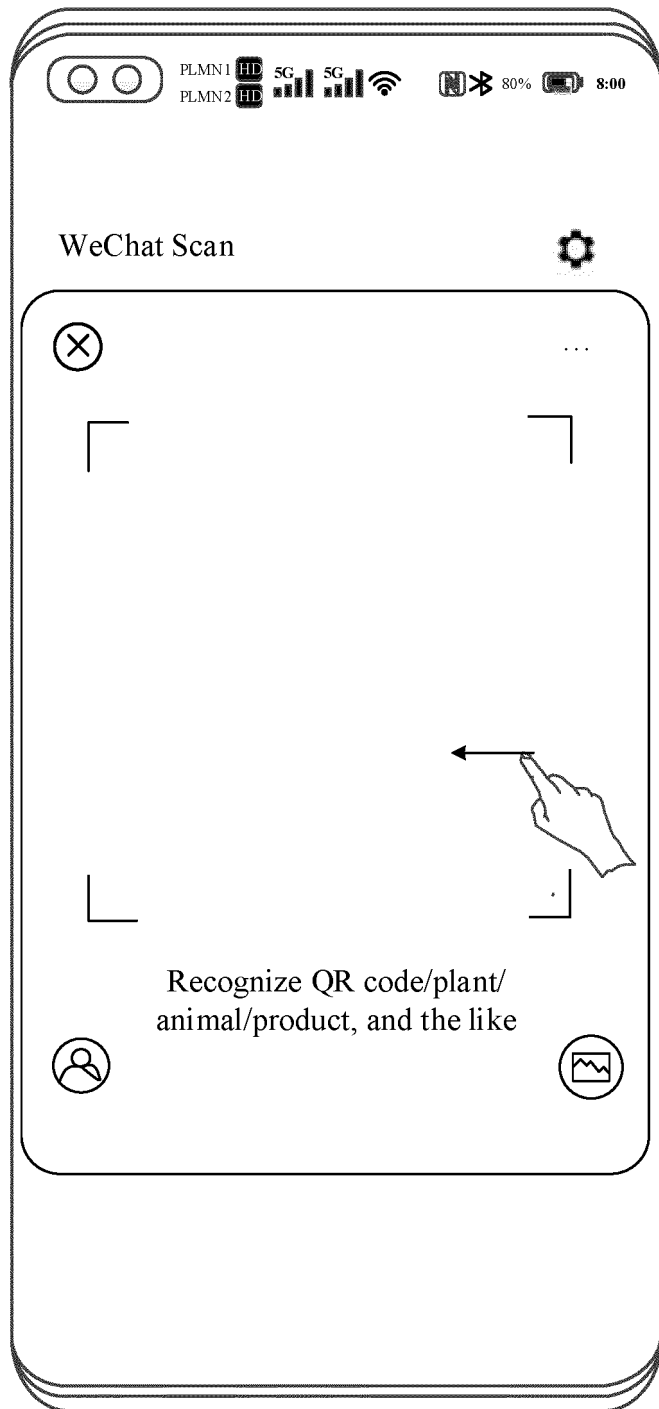 PLMN1 HD 5G 5G 80% 8:00
PLMN2 HD
WeChat Scan
...
Recognize QR code/plant/
animal/product, and the like